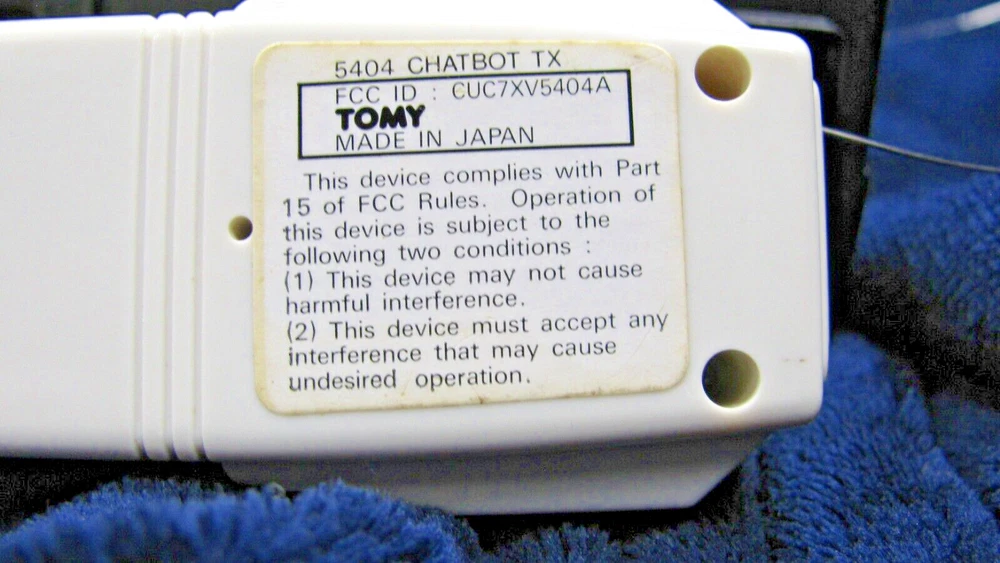 5404 CHATBOT TX
FCC ID : CUC7XV5404A
TOMY
MADE IN JAPAN
This device complies with Part
15 of FCC Rules. Operation of
this device is subject to the
following two conditions :
(1) This device may not cause
harmful interference.
(2) This device must accept any
interference that may cause
undesired operation.